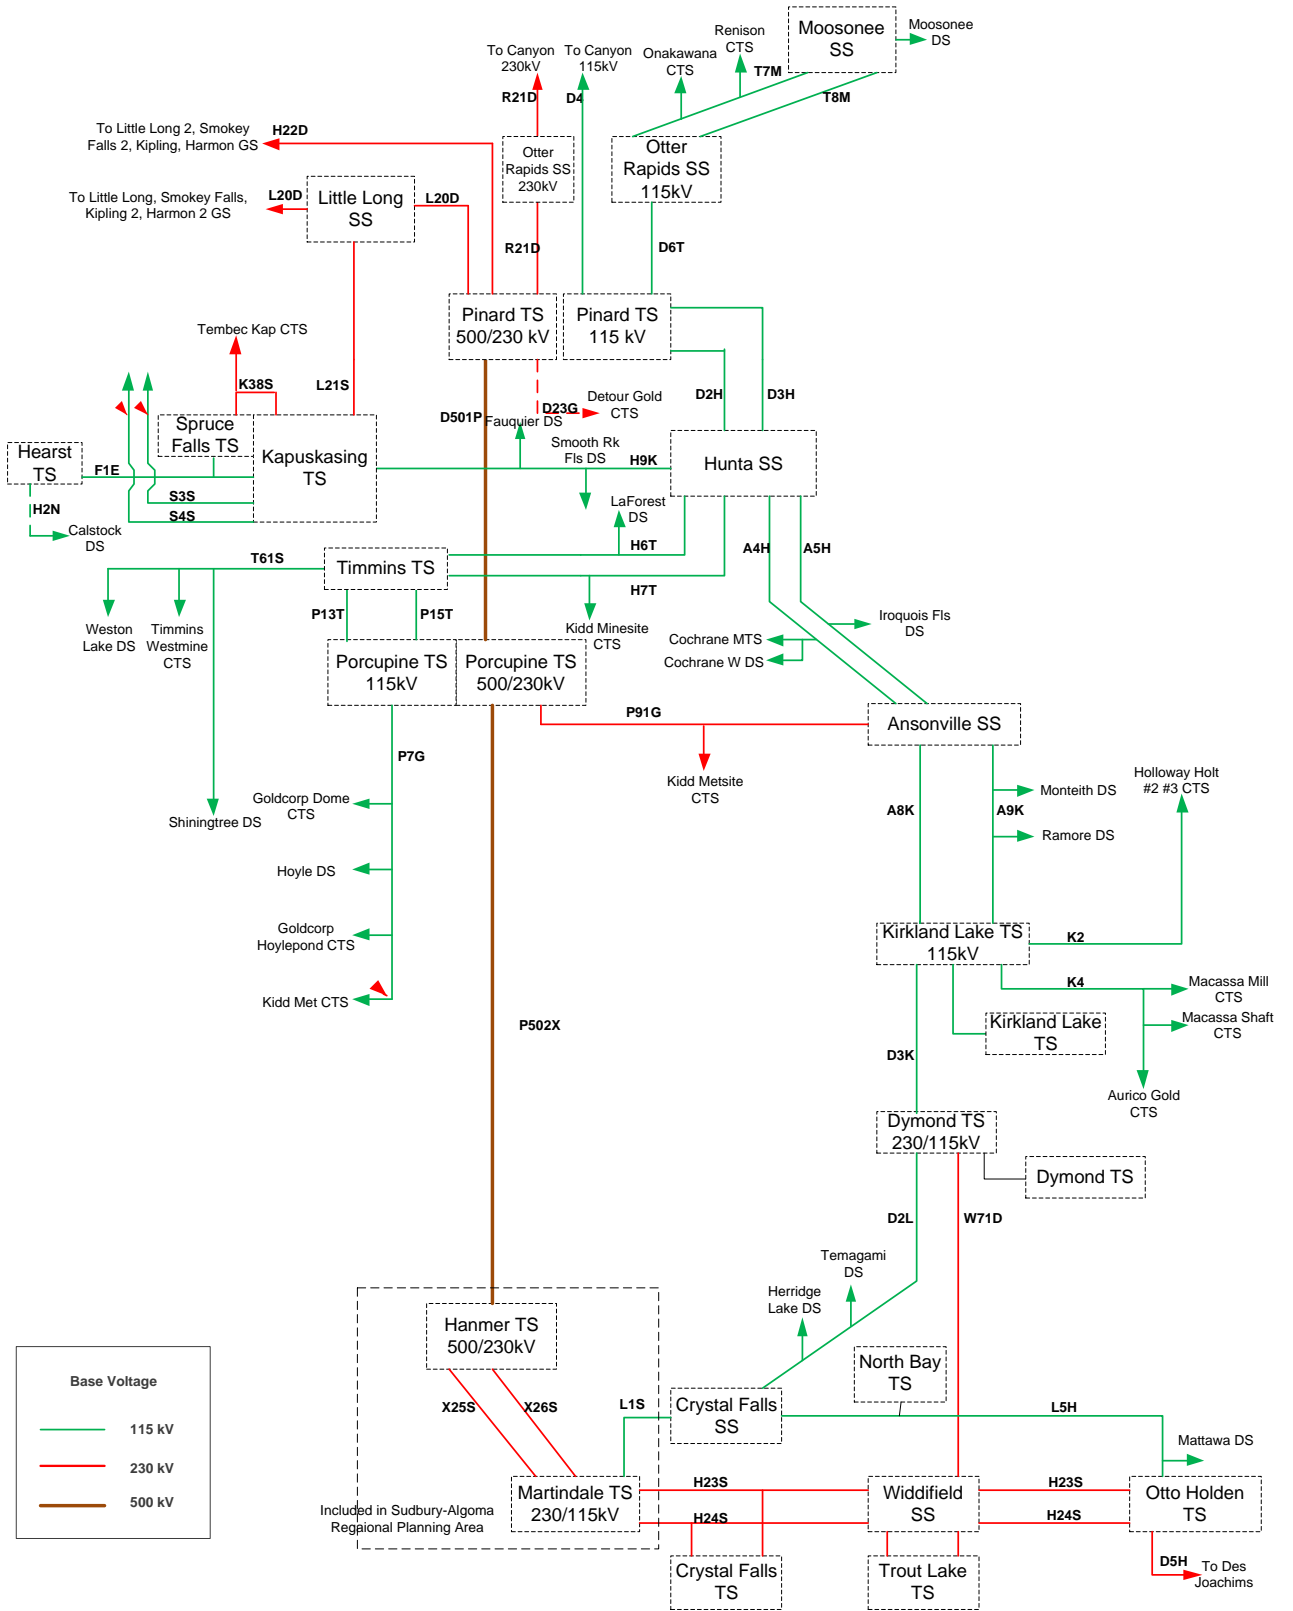 Moosonee
SS
Moosonee
DS
Renison
CTS
Onakawana
CTS
To Canyon
230kV
To Canyon
115kV
T7M
T8M
R21D
D4
H22D
To Little Long 2, Smokey
Falls 2, Kipling, Harmon GS
Otter
Rapids SS
230kV
Otter
Rapids SS
115kV
L20D
To Little Long, Smokey Falls,
Kipling 2, Harmon 2 GS
Little Long
SS
L20D
R21D
D6T
Pinard TS
500/230 kV
Pinard TS
115 kV
Tembec Kap CTS
K38S
L21S
D2H
D3H
Detour Gold
CTS
D23G
D501P
Fauquier DS
Spruce
Falls TS
Kapuskasing
TS
Smooth Rk
Fls DS
H9K
Hunta SS
Hearst
TS
F1E
S3S
S4S
H2N
Calstock
DS
LaForest
DS
H6T
A4H
A5H
T61S
Timmins TS
H7T
P13T
P15T
Weston
Lake DS
Timmins
Westmine
CTS
Kidd Minesite
CTS
Iroquois Fls
DS
Cochrane MTS
Cochrane W DS
Porcupine TS
115kV
Porcupine TS
500/230kV
P91G
Ansonville SS
P7G
Kidd Metsite
CTS
Holloway Holt
#2 #3 CTS
Goldcorp Dome
CTS
Shiningtree DS
A8K
A9K
Monteith DS
Ramore DS
Hoyle DS
Goldcorp
Hoylepond CTS
Kirkland Lake TS
115kV
K2
Kidd Met CTS
K4
Macassa Mill
CTS
P502X
Kirkland Lake
TS
Macassa Shaft
CTS
D3K
Aurico Gold
CTS
Dymond TS
230/115kV
Dymond TS
D2L
W71D
Temagami
DS
Herridge
Lake DS
Hanmer TS
500/230kV
North Bay
TS
Base Voltage
115 kV
230 kV
500 kV
X25S
X26S
L1S
Crystal Falls
SS
L5H
Mattawa DS
Martindale TS
230/115kV
H23S
Widdifield
SS
H23S
Otto Holden
TS
Included in Sudbury-Algoma
Regaional Planning Area
H24S
H24S
Crystal Falls
TS
Trout Lake
TS
D5H
To Des
Joachims